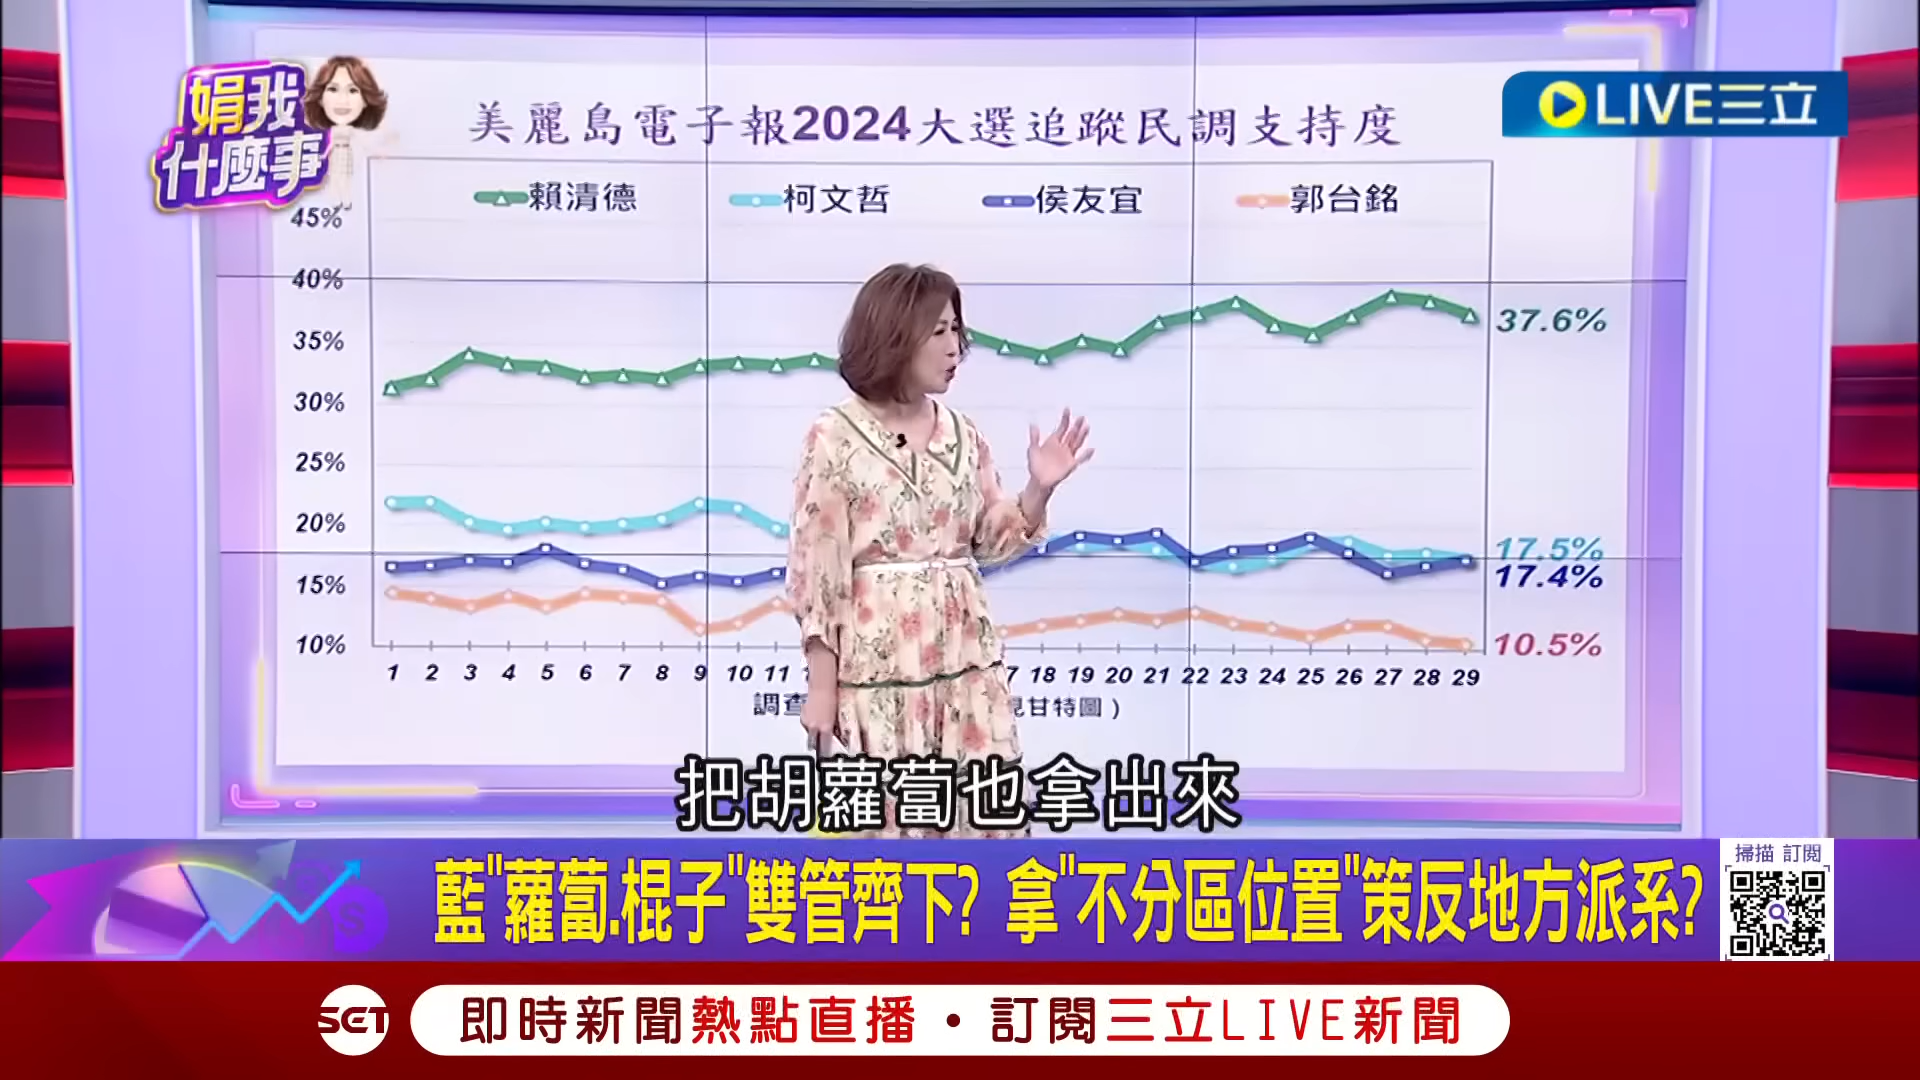 娟我
什麼事
LIVE三立
美麗島電子報2024大選追蹤民調支持度
賴清德 柯文哲 侯友宜 郭台銘
45%
40%
35%
30%
25%
20%
15%
10%
37.6%
17.5%
17.4%
10.5%
1 2 3 4 5 6 7 8 9 10 11 18 19 20 21 22 23 24 25 26 27 28 29
調查 甘特圖)
把胡蘿蔔也拿出來
掃描 訂閱
藍"蘿蔔.棍子"雙管齊下? 拿"不分區位置"策反地方派系?
SET 即時新聞熱點直播・訂閱三立LIVE新聞